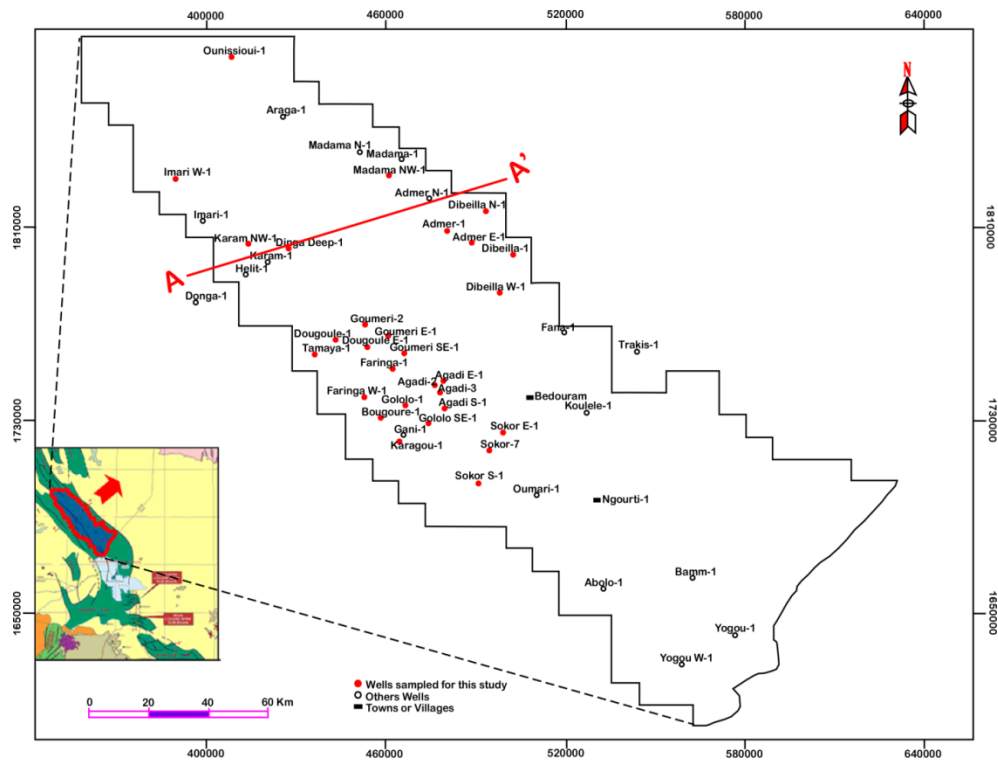 400000 460000 520000 580000 640000
N
Ounissioui-1
Araga-1
Madama N-1
Madama-1
Madama NW-1
Imari W-1
A'
Admer N-1
Dibeilla N-1
Imari-1
Admer-1
1810000
1810000
Karam NW-1
Dinga Deep-1
Admer E-1
Dibeilla-1
Karam-1
Helit-1
A
Donga-1
Dibeilla W-1
Goumeri-2
Dougoule-1
Goumeri E-1
Dougoule E-1
Fana-1
Tamaya-1
Goumeri SE-1
Trakis-1
Faringa-1
Agadi E-1
Agadi-2
Agadi-3
Faringa W-1
Gololo-1
Agadi S-1
Bedouram
Koulele-1
Bougoure-1
Gololo SE-1
1730000
1730000
Gani-1
Sokor E-1
Karagou-1
Sokor-7
Sokor S-1
Oumari-1
Ngourti-1
Bamm-1
Abolo-1
1650000
1650000
Yogou-1
Yogou W-1
Wells sampled for this study
Others Wells
Towns or Villages
0 20 40 60 Km
400000 460000 520000 580000 640000